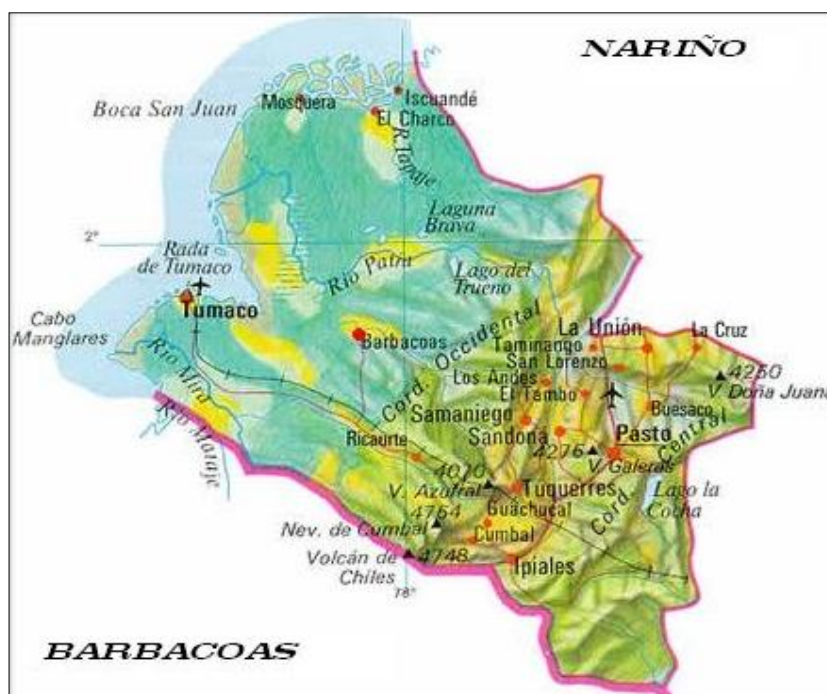 NARIÑO
Boca San Juan
Mosquera
Iscuandé
El Charco
R. Tapaje
Laguna
Brava
2°
Rada
de Tumaco
Río Patía
Lago del
Trueno
Cabo
Manglares
Tumaco
Barbacoas
Cord. Occidental
La Unión
La Cruz
Taminango
San Lorenzo
Los Andes
El Tambo
4250
V. Doña Juana
Río Mira
Río Mataje
Samaniego
Buesaco
Sandoná
Pasto
Ricaurte
4276
V. Galeras
Cord. Central
4070
V. Azufral
Tuquerres
Lago la
Cocha
4764
Guachucal
Nev. de Cumbal
Cumbal
Volcán de
Chiles
4748
Ipiales
78°
BARBACOAS